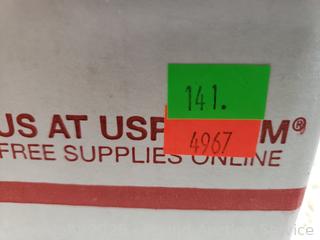 141.
US AT USP M®
4967
FREE SUPPLIES ONLINE